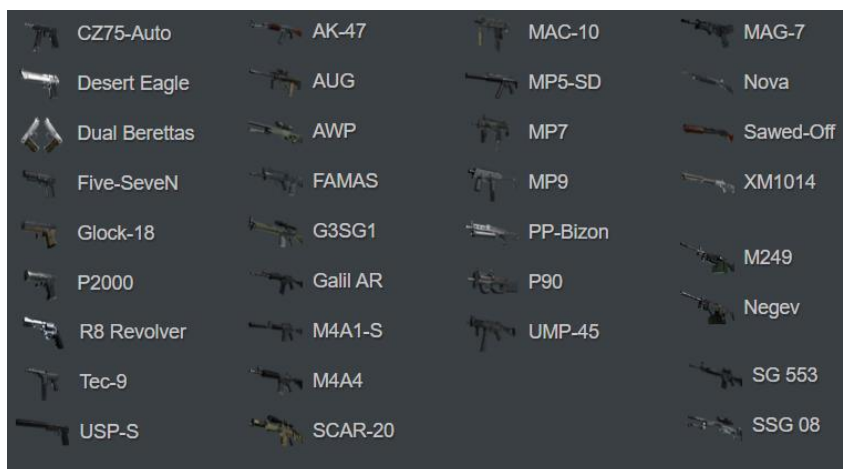 CZ75-Auto
Desert Eagle
Dual Berettas
Five-SeveN
Glock-18
P2000
R8 Revolver
Tec-9
USP-S
AK-47
AUG
AWP
FAMAS
G3SG1
Galil AR
M4A1-S
M4A4
SCAR-20
MAC-10
MP5-SD
MP7
MP9
PP-Bizon
P90
UMP-45
MAG-7
Nova
Sawed-Off
XM1014
M249
Negev
SG 553
SSG 08